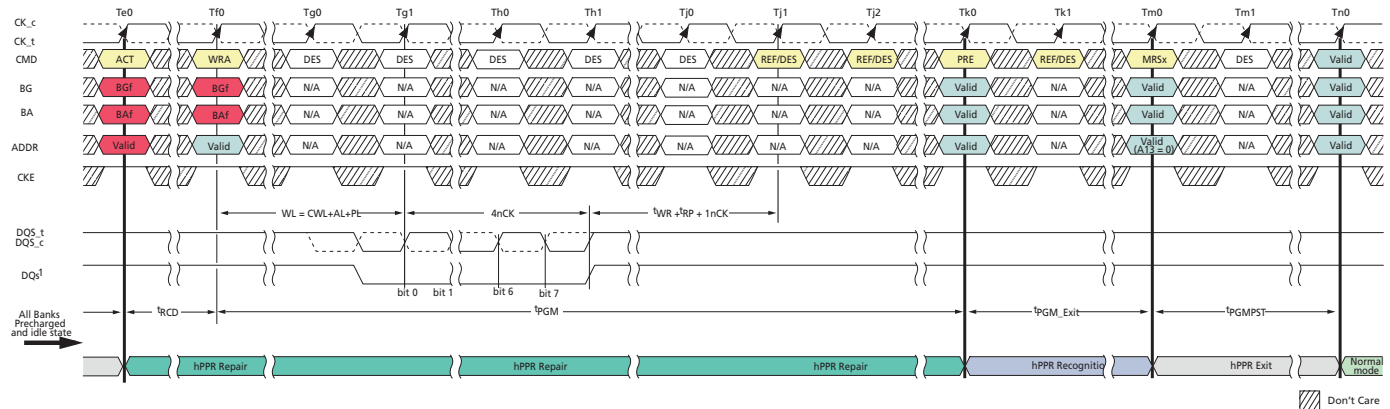 Te0 Tf0 Tg0 Tg1 Th0 Th1 Tj0 Tj1 Tj2 Tk0 Tk1 Tm0 Tm1 Tn0
CK_c
CK_t
CMD ACT WRA DES DES DES DES DES REF/DES REF/DES PRE REF/DES MRSx DES Valid
BG BGf BGf N/A N/A N/A N/A N/A N/A N/A Valid N/A Valid N/A Valid
BA BAf BAf N/A N/A N/A N/A N/A N/A N/A Valid N/A Valid N/A Valid
ADDR Valid Valid N/A N/A N/A N/A N/A N/A N/A Valid N/A Valid (A13 = 0) N/A Valid
CKE
WL = CWL+AL+PL 4nCK tWR +tRP + 1nCK
DQS_t
DQS_c
DQs1
bit 0 bit 1 bit 6 bit 7
All Banks
Precharged
and idle state
tRCD tPGM tPGM_Exit tPGMPST
hPPR Repair hPPR Repair hPPR Repair hPPR Recognitio hPPR Exit Normal
mode
Don't Care